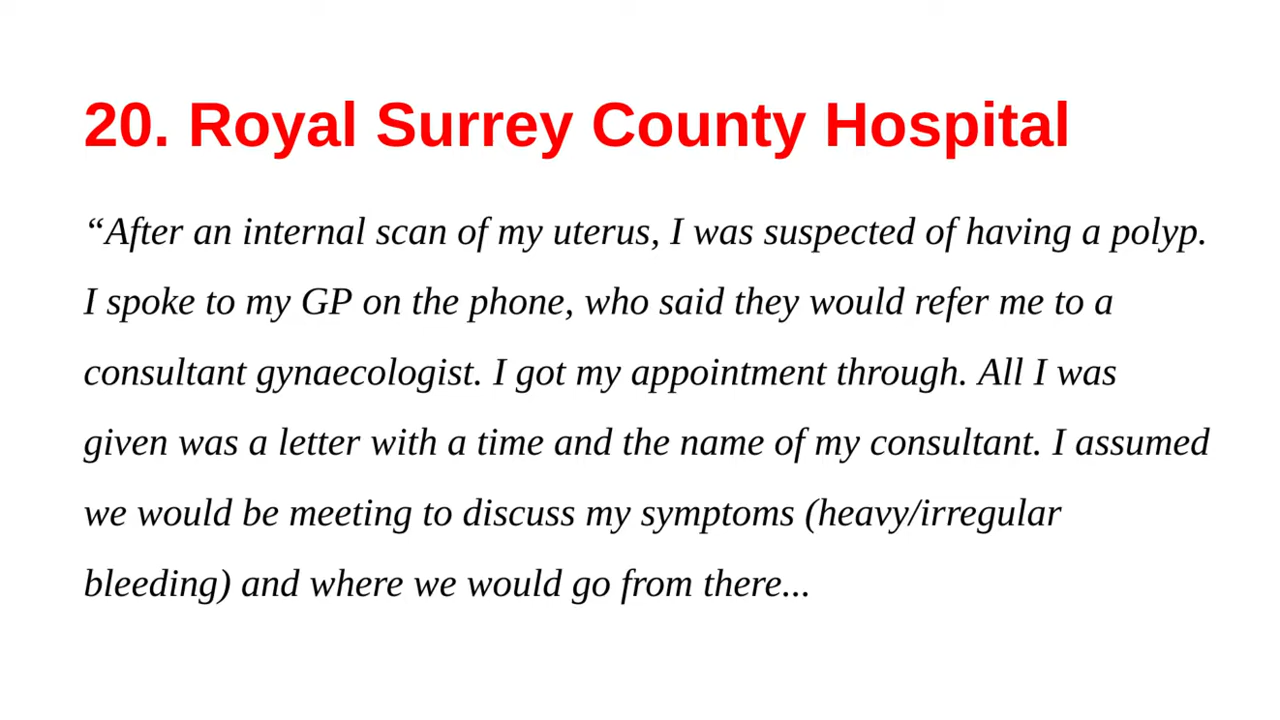 20. Royal Surrey County Hospital
“After an internal scan of my uterus, I was suspected of having a polyp.
I spoke to my GP on the phone, who said they would refer me to a
consultant gynaecologist. I got my appointment through. All I was
given was a letter with a time and the name of my consultant. I assumed
we would be meeting to discuss my symptoms (heavy/irregular
bleeding) and where we would go from there...